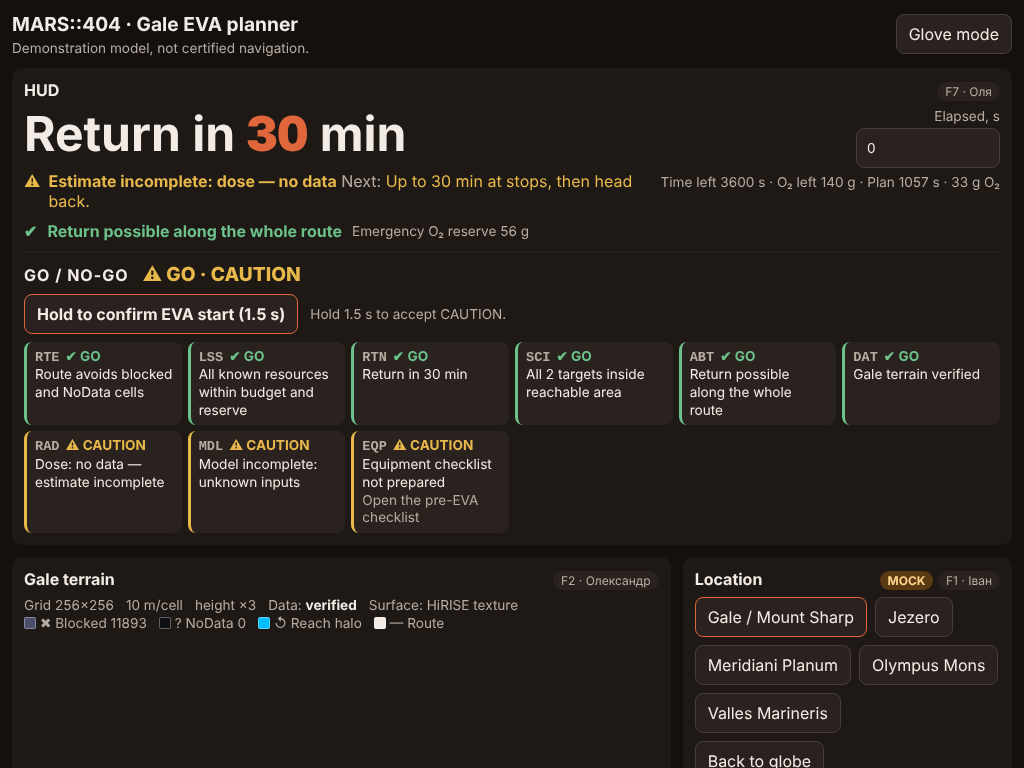 MARS::404 · Gale EVA planner
Demonstration model, not certified navigation.
Glove mode
HUD
F7 · Оля
Return in 30 min
Elapsed, s
0
⚠ Estimate incomplete: dose — no data Next: Up to 30 min at stops, then head
back.
Time left 3600 s · O₂ left 140 g · Plan 1057 s · 33 g O₂
✔ Return possible along the whole route Emergency O₂ reserve 56 g
GO / NO-GO ⚠ GO · CAUTION
Hold to confirm EVA start (1.5 s)
Hold 1.5 s to accept CAUTION.
RTE ✔ GO
Route avoids blocked
and NoData cells
LSS ✔ GO
All known resources
within budget and
reserve
RTN ✔ GO
Return in 30 min
SCI ✔ GO
All 2 targets inside
reachable area
ABT ✔ GO
Return possible
along the whole
route
DAT ✔ GO
Gale terrain verified
RAD ⚠ CAUTION
Dose: no data —
estimate incomplete
MDL ⚠ CAUTION
Model incomplete:
unknown inputs
EQP ⚠ CAUTION
Equipment checklist
not prepared
Open the pre-EVA
checklist
Gale terrain
F2 · Олександр
Grid 256×256 10 m/cell height ×3 Data: verified Surface: HiRISE texture
✖ Blocked 11893 ? NoData 0 ↺ Reach halo — Route
Location
MOCK
F1 · Іван
Gale / Mount Sharp
Jezero
Meridiani Planum
Olympus Mons
Valles Marineris
Back to globe